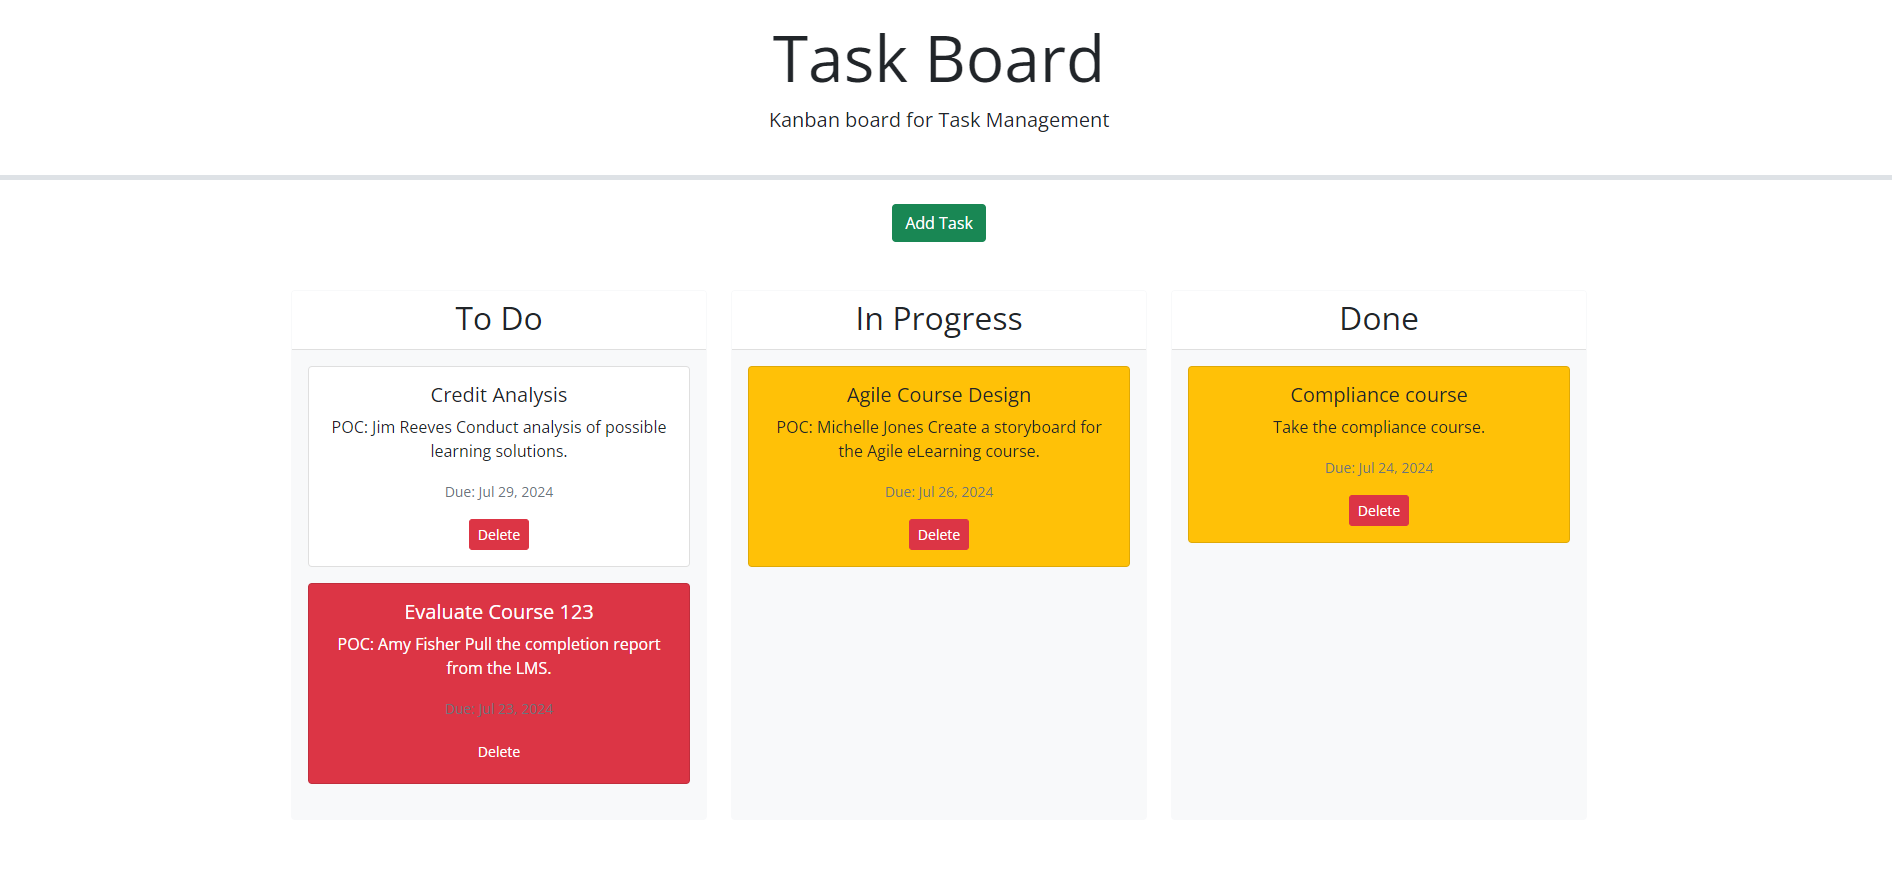 Task Board
Kanban board for Task Management
Add Task
To Do
Credit Analysis
POC: Jim Reeves Conduct analysis of possible
learning solutions.
Due: Jul 29, 2024
Delete
Evaluate Course 123
POC: Amy Fisher Pull the completion report
from the LMS.
Due: Jul 23, 2024
Delete
In Progress
Agile Course Design
POC: Michelle Jones Create a storyboard for
the Agile eLearning course.
Due: Jul 26, 2024
Delete
Done
Compliance course
Take the compliance course.
Due: Jul 24, 2024
Delete